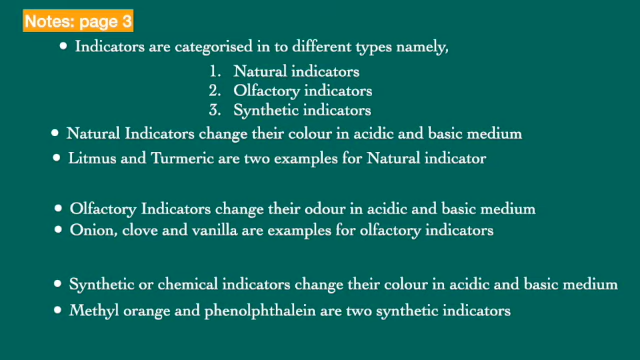 Notes: page 3
• Indicators are categorised in to different types namely,
1. Natural indicators
2. Olfactory indicators
3. Synthetic indicators
• Natural Indicators change their colour in acidic and basic medium
• Litmus and Turmeric are two examples for Natural indicator
• Olfactory Indicators change their odour in acidic and basic medium
• Onion, clove and vanilla are examples for olfactory indicators
• Synthetic or chemical indicators change their colour in acidic and basic medium
• Methyl orange and phenolphthalein are two synthetic indicators